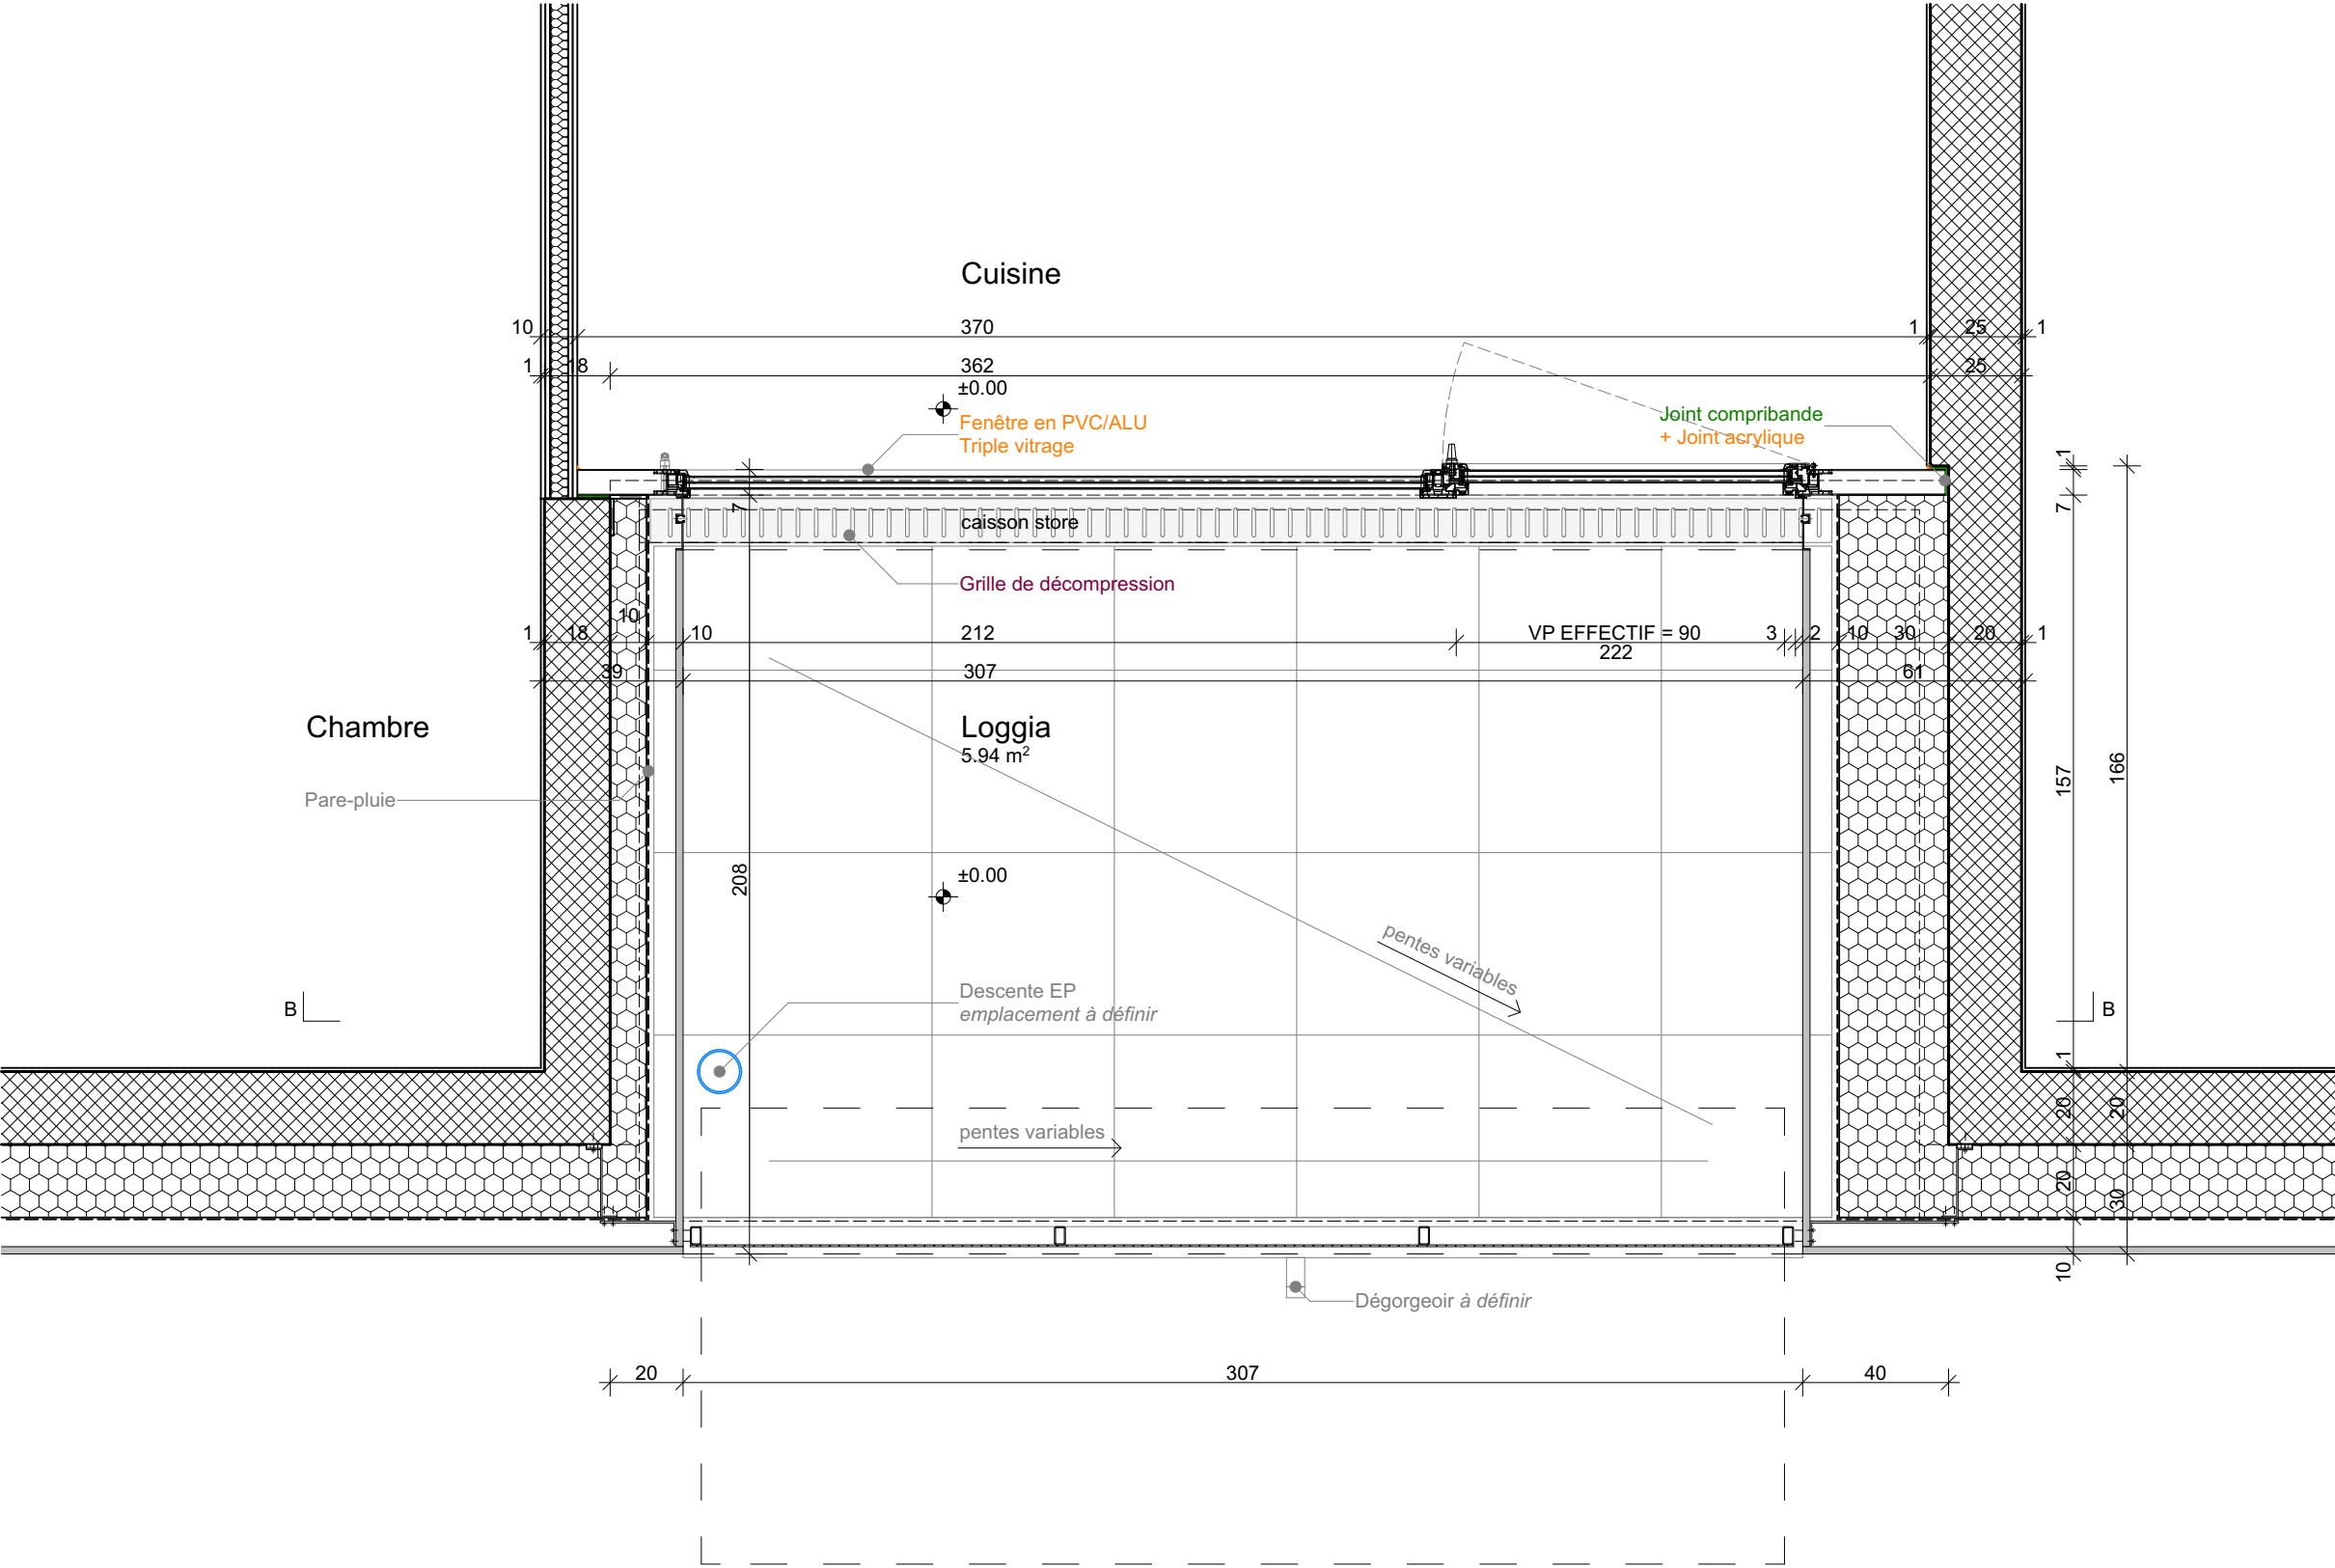 Cuisine
10
370
1
25
1
1
18
362
25
±0.00
Fenêtre en PVC/ALU
Triple vitrage
Joint compribande
+ Joint acrylique
1
7
7
caisson store
Grille de décompression
10
1
18
10
212
VP EFFECTIF = 90
3
2
10
30
20
1
222
39
307
61
Chambre
Loggia
5.94 m²
157
166
Pare-pluie
208
±0.00
pentes variables
Descente EP
emplacement à définir
B
B
1
20
20
pentes variables
20
30
10
Dégorgeoir à définir
20
307
40